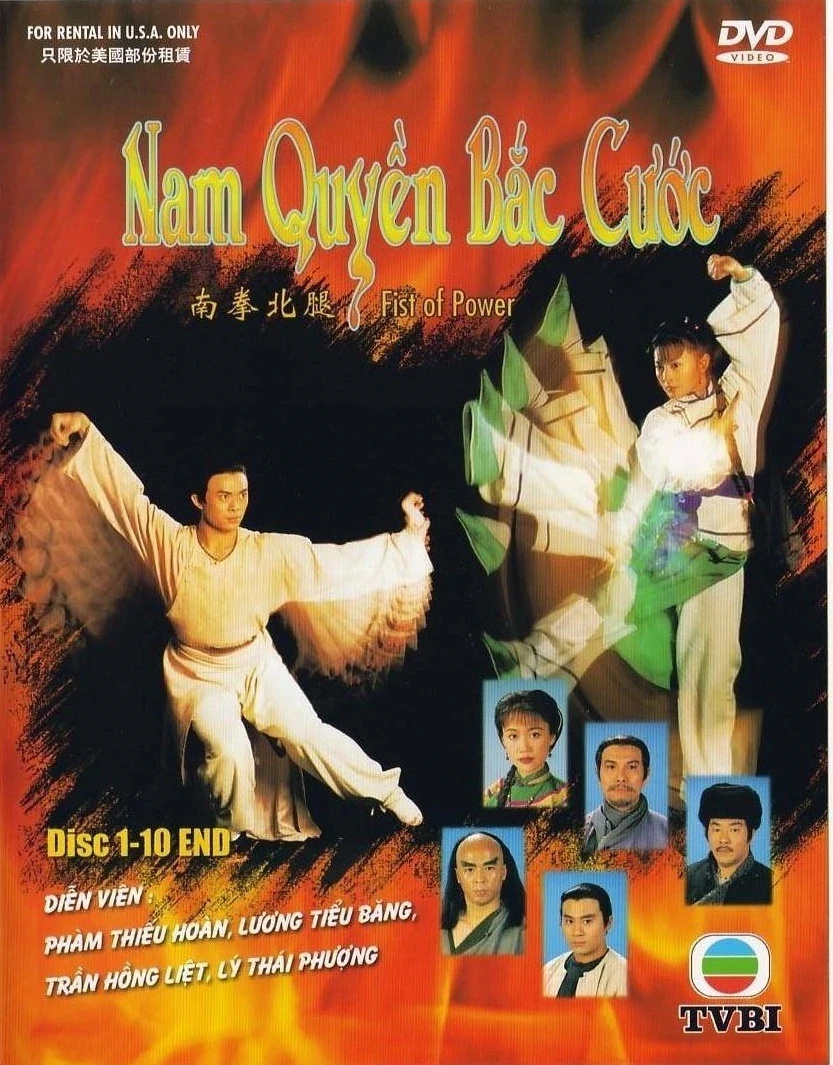 FOR RENTAL IN U.S.A. ONLY
只限於美國部份租賃
DVD
VIDEO
Nam Quyền Bắc Cước
南拳北腿 Fist of Power
Disc 1-10 END
DIỄN VIÊN :
PHÀM THIẾU HOÀN, LƯƠNG TIỂU BĂNG,
TRẦN HỒNG LIỆT, LÝ THÁI PHƯỢNG
TVBI